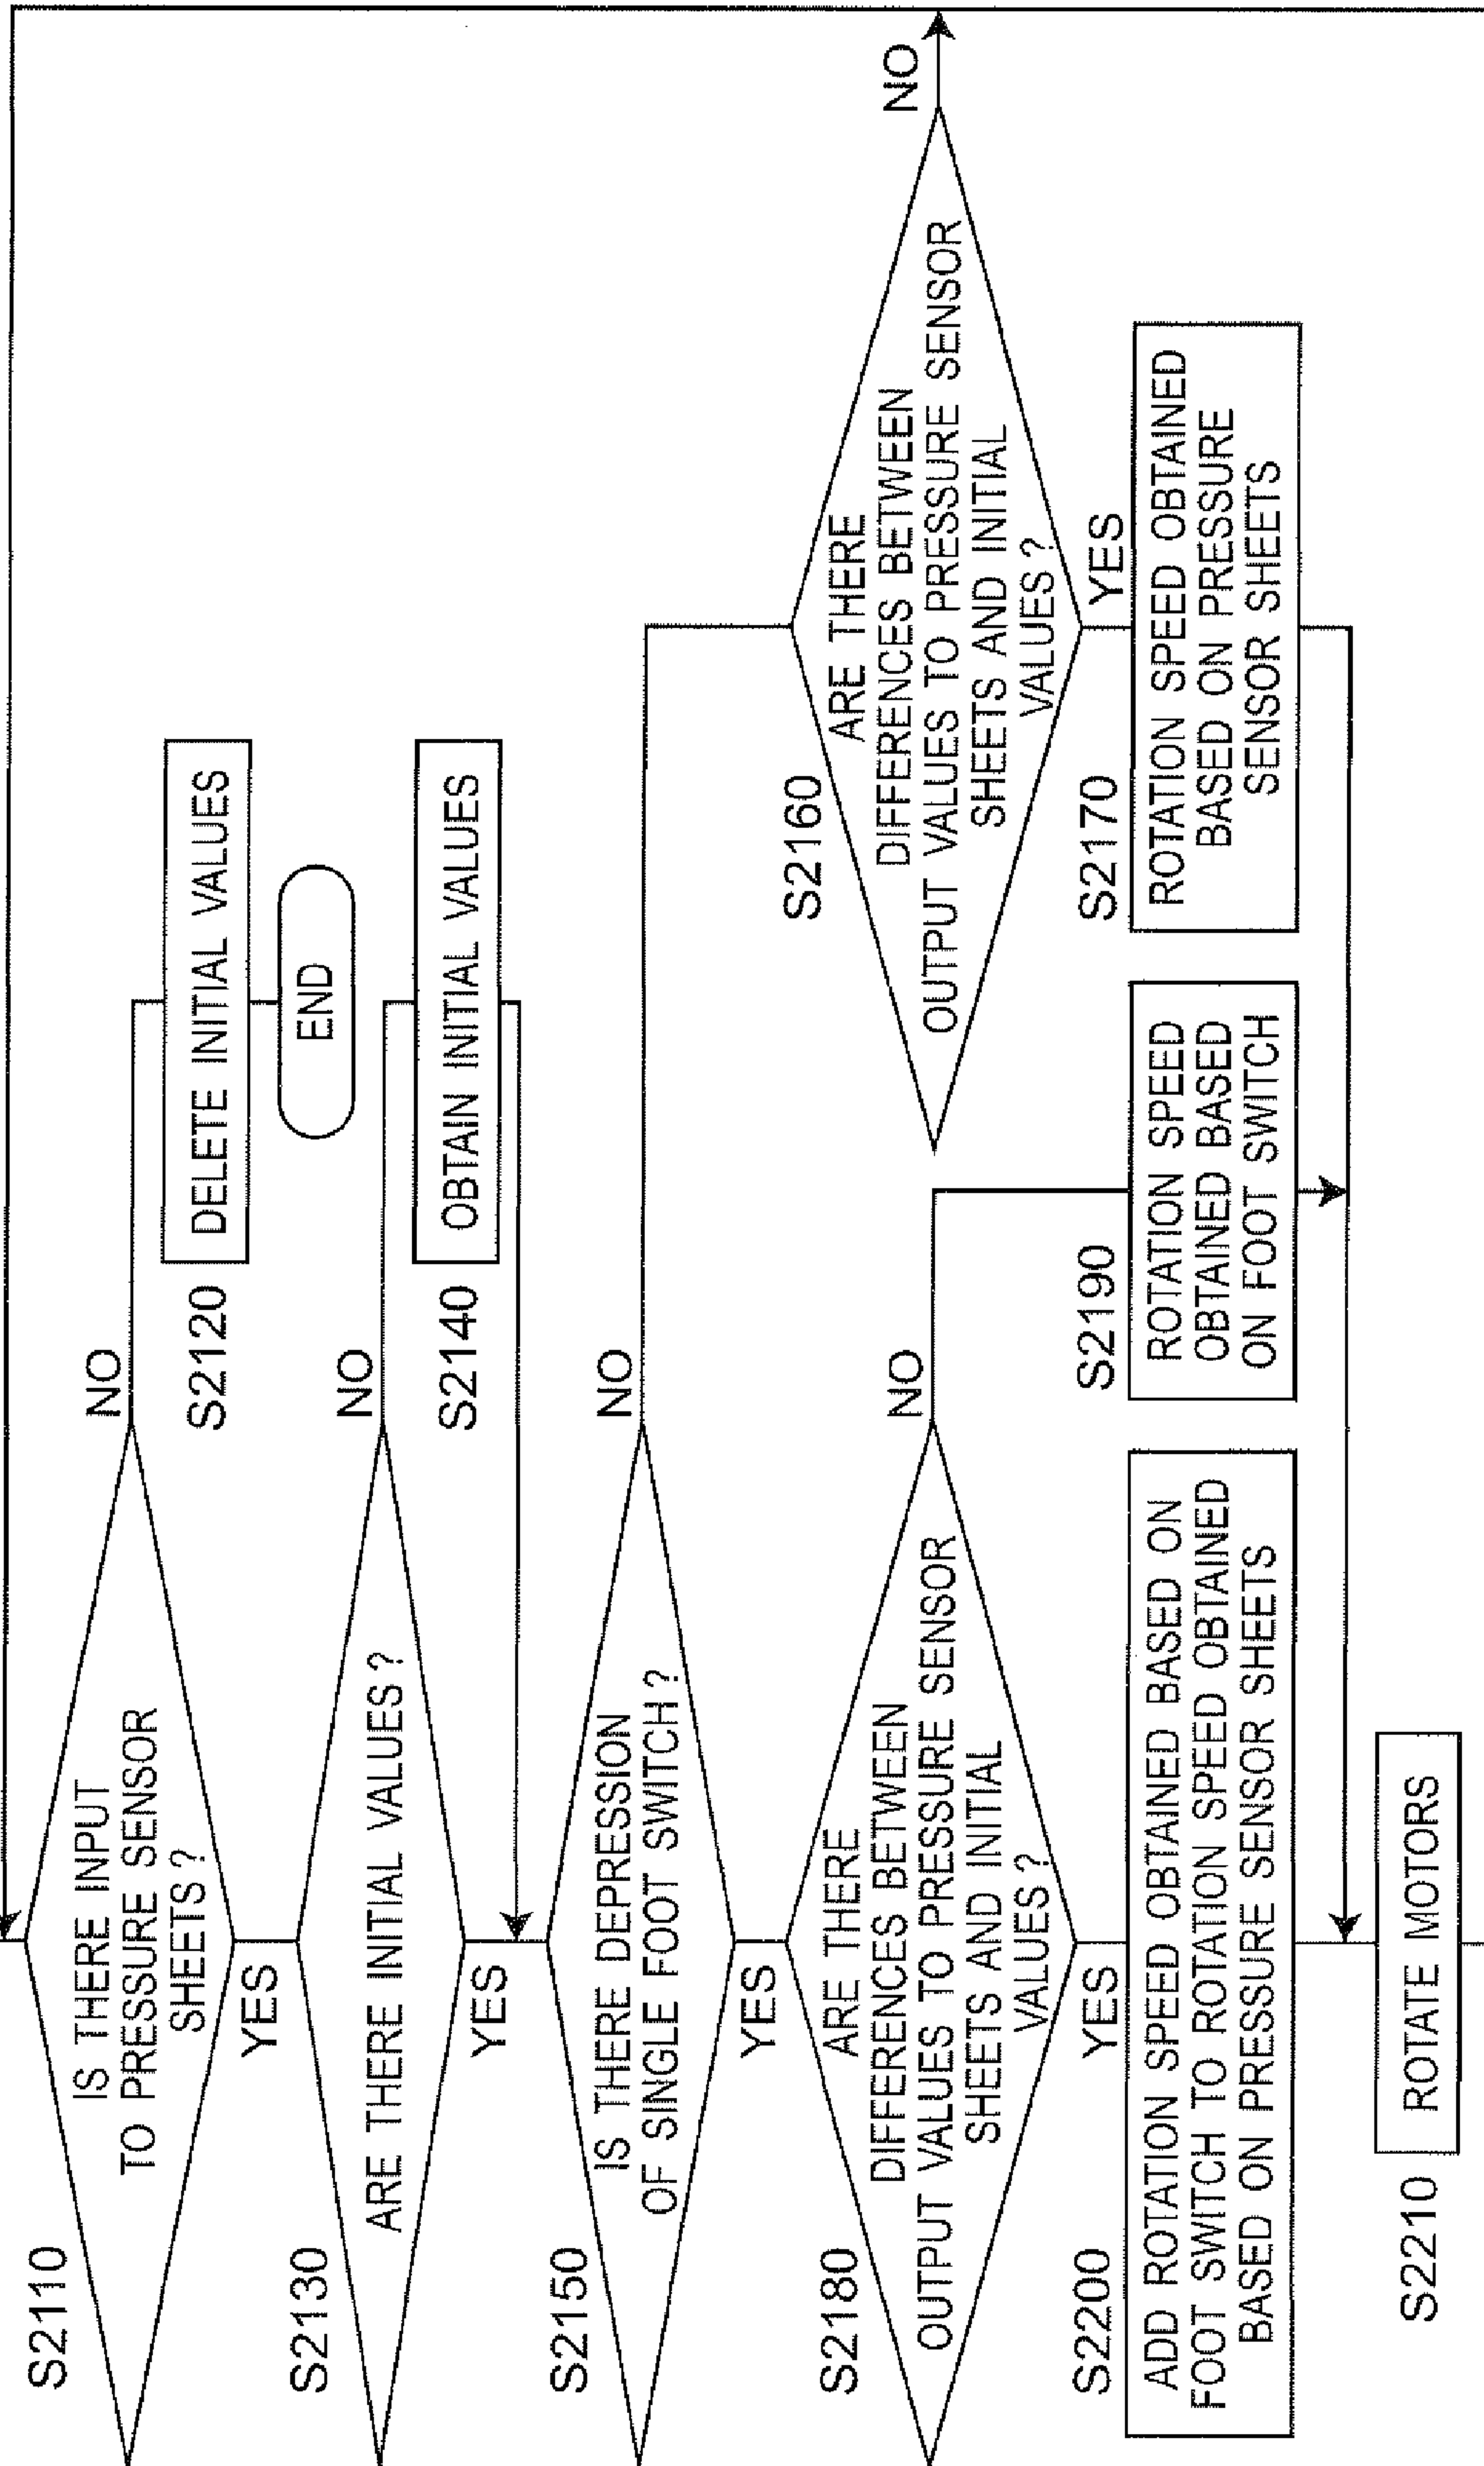 S2110
IS THERE INPUT
TO PRESSURE SENSOR
SHEETS?
NO
YES
S2120
DELETE INITIAL VALUES
END
S2130
ARE THERE INITIAL VALUES?
NO
YES
S2140
OBTAIN INITIAL VALUES
S2150
IS THERE DEPRESSION
OF SINGLE FOOT SWITCH?
NO
YES
S2160
ARE THERE
DIFFERENCES BETWEEN
OUTPUT VALUES TO PRESSURE SENSOR
SHEETS AND INITIAL
VALUES?
NO
YES
S2170
ROTATION SPEED OBTAINED
BASED ON PRESSURE
SENSOR SHEETS
S2180
ARE THERE
DIFFERENCES BETWEEN
OUTPUT VALUES TO PRESSURE SENSOR
SHEETS AND INITIAL
VALUES?
NO
YES
S2190
ROTATION SPEED
OBTAINED BASED
ON FOOT SWITCH
S2200
ADD ROTATION SPEED OBTAINED BASED ON
FOOT SWITCH TO ROTATION SPEED OBTAINED
BASED ON PRESSURE SENSOR SHEETS
S2210
ROTATE MOTORS